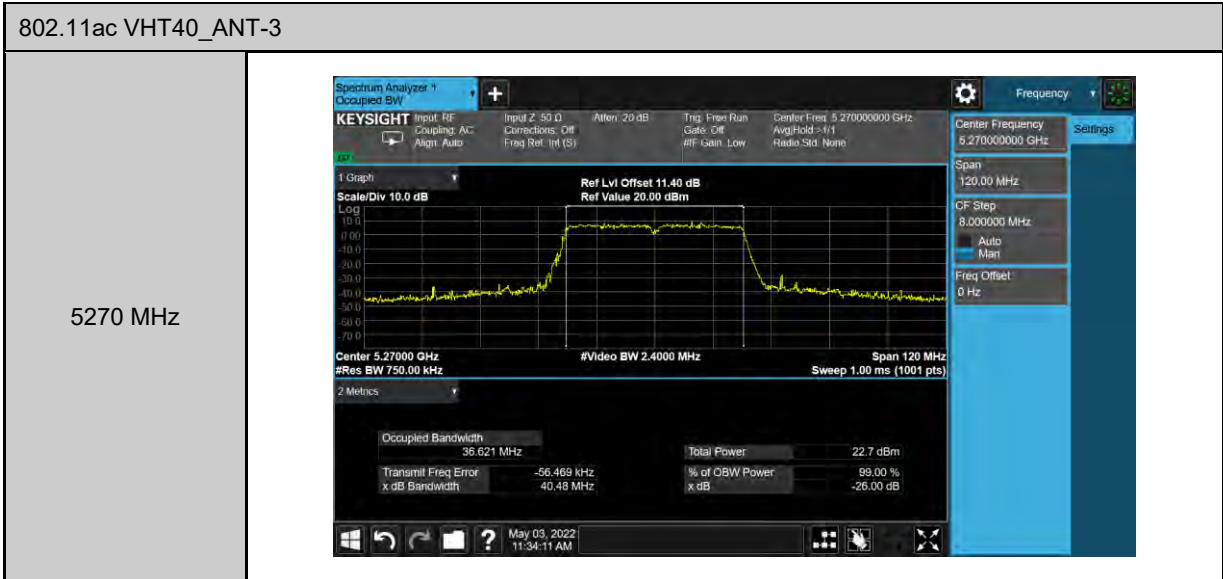 802.11ac VHT40_ANT-3
5270 MHz
Spectrum Analyzer 1
Occupied BW
+
Frequency
KEYSIGHT
Input: RF
Coupling: AC
Align: Auto
Input Z: 50 Ω
Corrections: Off
Freq Ref: Int (S)
Atten: 20 dB
Trig: Free Run
Gate: Off
#IF Gain: Low
Center Freq: 5.270000000 GHz
Avg|Hold:>1/1
Radio Std: None
Center Frequency
5.270000000 GHz
Settings
Span
120.00 MHz
CF Step
8.000000 MHz
Auto
Man
Freq Offset
0 Hz
1 Graph
Scale/Div 10.0 dB
Ref Lvl Offset 11.40 dB
Ref Value 20.00 dBm
Log
10.0
0.00
-10.0
-20.0
-30.0
-40.0
-50.0
-60.0
-70.0
Center 5.27000 GHz
#Video BW 2.4000 MHz
Span 120 MHz
#Res BW 750.00 kHz
Sweep 1.00 ms (1001 pts)
2 Metrics
Occupied Bandwidth
36.621 MHz
Total Power 22.7 dBm
Transmit Freq Error -56.469 kHz
% of OBW Power 99.00 %
x dB Bandwidth 40.48 MHz
x dB -26.00 dB
?
May 03, 2022
11:34:11 AM